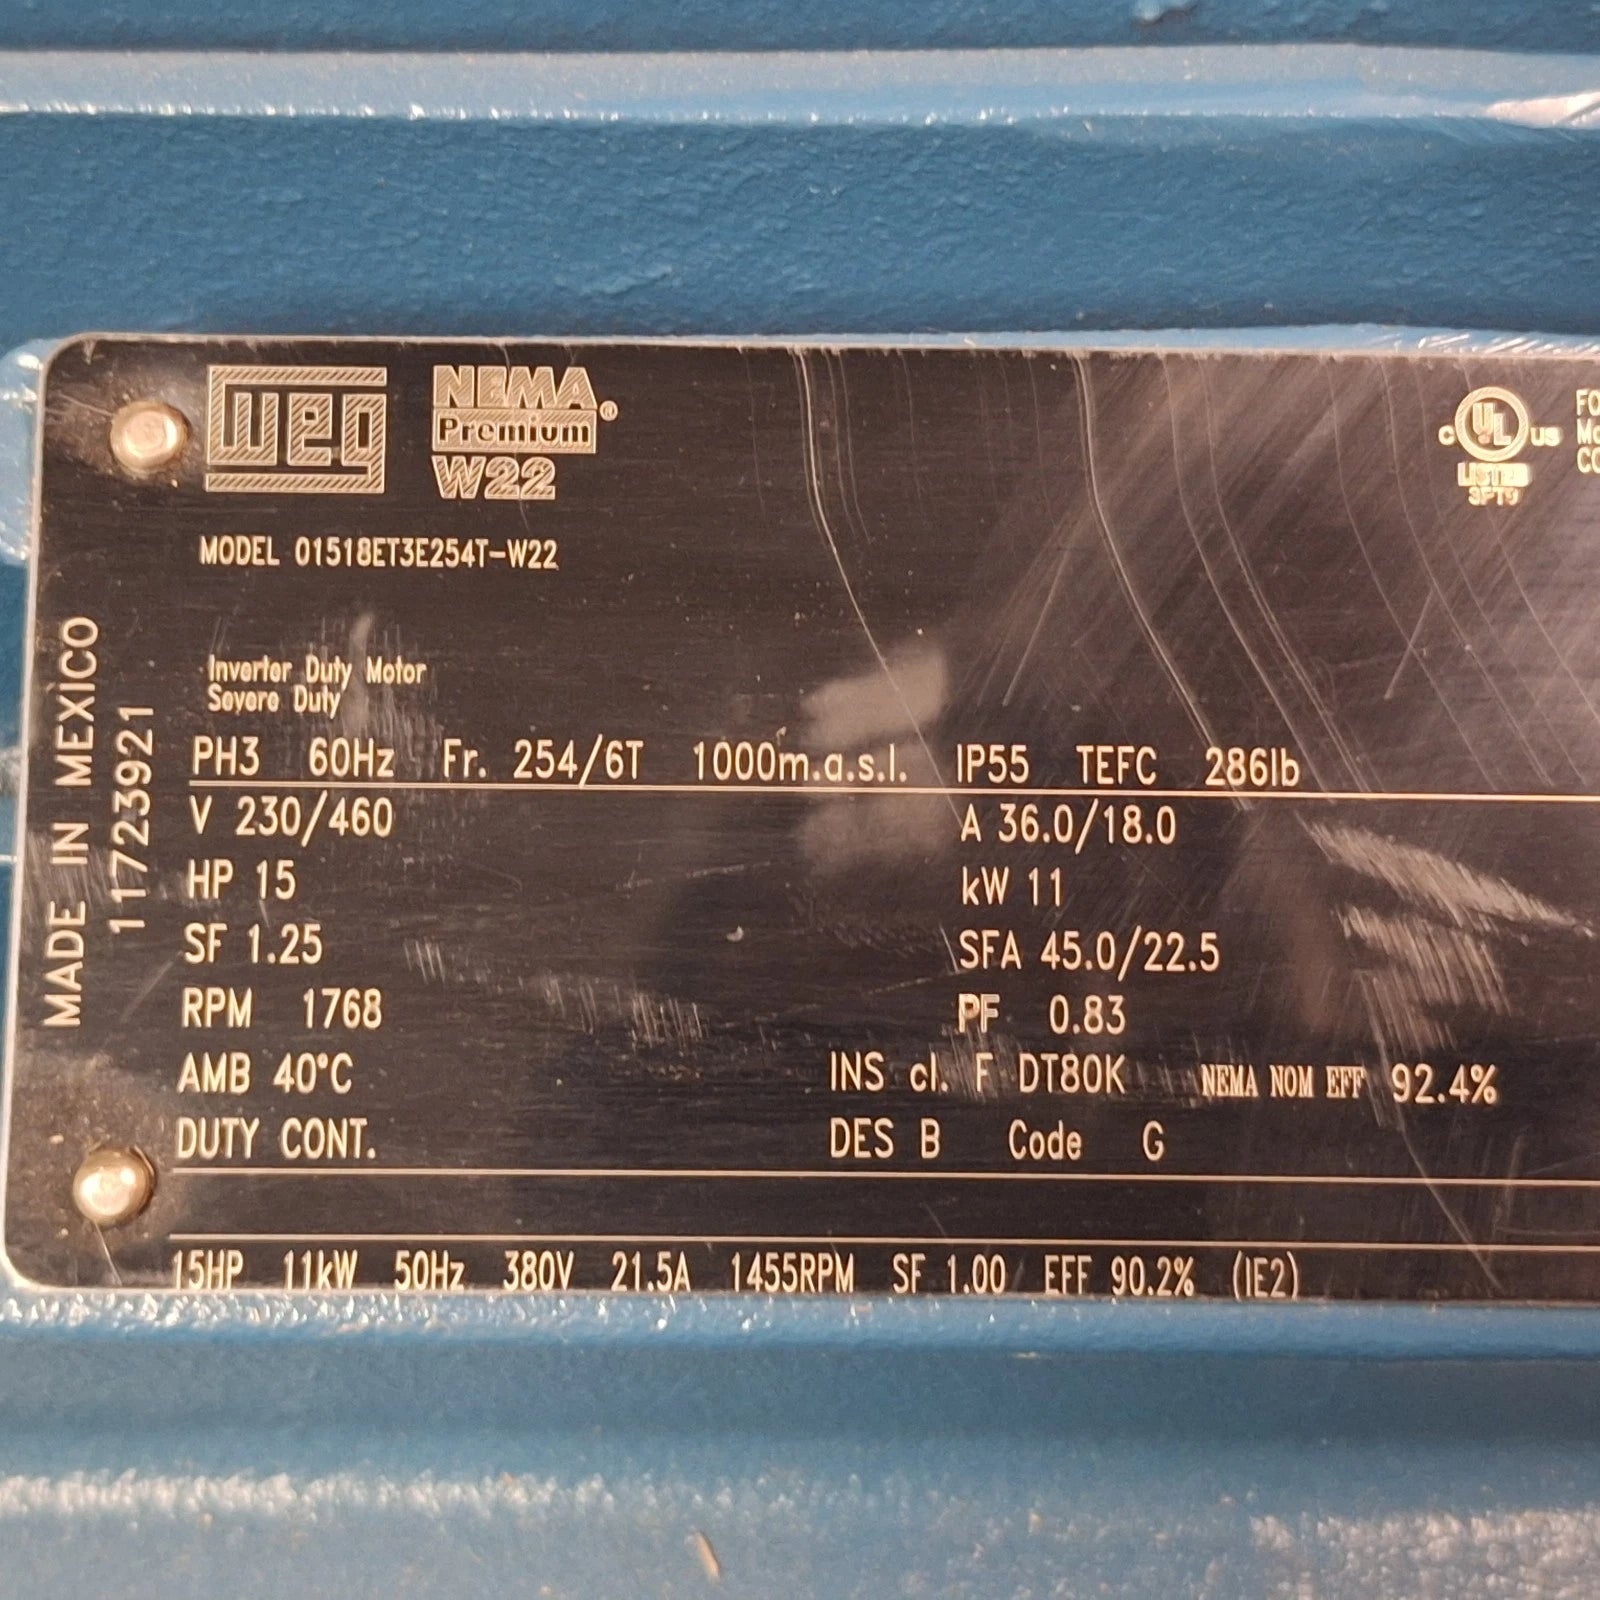 weg
NEMA
Premium®
W22
C UL US
LISTED
3PT9
MODEL 01518ET3E254T-W22
MADE IN MEXICO
11723921
Inverter Duty Motor
Severe Duty
PH3 60Hz Fr. 254/6T 1000m.a.s.l. IP55 TEFC 286lb
V 230/460 A 36.0/18.0
HP 15 kW 11
SF 1.25 SFA 45.0/22.5
RPM 1768 PF 0.83
AMB 40°C INS cl. F DT80K NEMA NOM EFF 92.4%
DUTY CONT. DES B Code G
15HP 11kW 50Hz 380V 21.5A 1455RPM SF 1.00 EFF 90.2% (IE2)